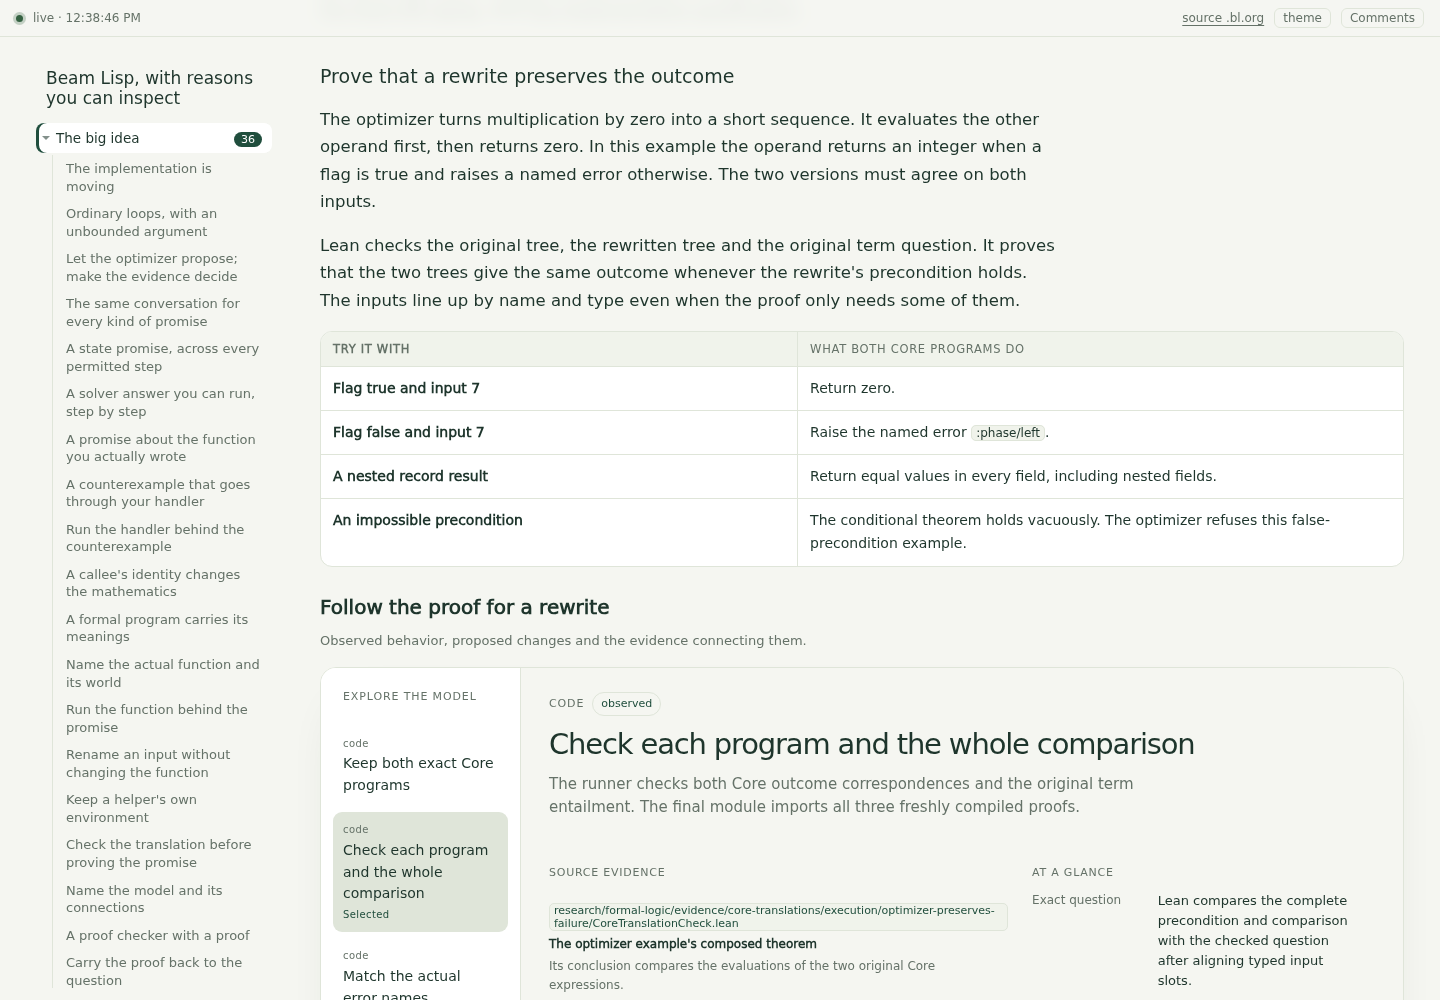 live · 12:38:46 PM
source .bl.org
theme
Comments
Beam Lisp, with reasons
you can inspect
The big idea
36
The implementation is
moving
Ordinary loops, with an
unbounded argument
Let the optimizer propose;
make the evidence decide
The same conversation for
every kind of promise
A state promise, across every
permitted step
A solver answer you can run,
step by step
A promise about the function
you actually wrote
A counterexample that goes
through your handler
Run the handler behind the
counterexample
A callee's identity changes
the mathematics
A formal program carries its
meanings
Name the actual function and
its world
Run the function behind the
promise
Rename an input without
changing the function
Keep a helper's own
environment
Check the translation before
proving the promise
Name the model and its
connections
A proof checker with a proof
Carry the proof back to the
question
Prove that a rewrite preserves the outcome
The optimizer turns multiplication by zero into a short sequence. It evaluates the other
operand first, then returns zero. In this example the operand returns an integer when a
flag is true and raises a named error otherwise. The two versions must agree on both
inputs.
Lean checks the original tree, the rewritten tree and the original term question. It proves
that the two trees give the same outcome whenever the rewrite's precondition holds.
The inputs line up by name and type even when the proof only needs some of them.
TRY IT WITH
WHAT BOTH CORE PROGRAMS DO
Flag true and input 7
Return zero.
Flag false and input 7
Raise the named error :phase/left.
A nested record result
Return equal values in every field, including nested fields.
An impossible precondition
The conditional theorem holds vacuously. The optimizer refuses this false-
precondition example.
Follow the proof for a rewrite
Observed behavior, proposed changes and the evidence connecting them.
EXPLORE THE MODEL
code
Keep both exact Core
programs
code
Check each program
and the whole
comparison
Selected
code
Match the actual
error names
CODE
observed
Check each program and the whole comparison
The runner checks both Core outcome correspondences and the original term
entailment. The final module imports all three freshly compiled proofs.
SOURCE EVIDENCE
research/formal-logic/evidence/core-translations/execution/optimizer-preserves-
failure/CoreTranslationCheck.lean
The optimizer example's composed theorem
Its conclusion compares the evaluations of the two original Core
expressions.
AT A GLANCE
Exact question
Lean compares the complete
precondition and comparison
with the checked question
after aligning typed input
slots.